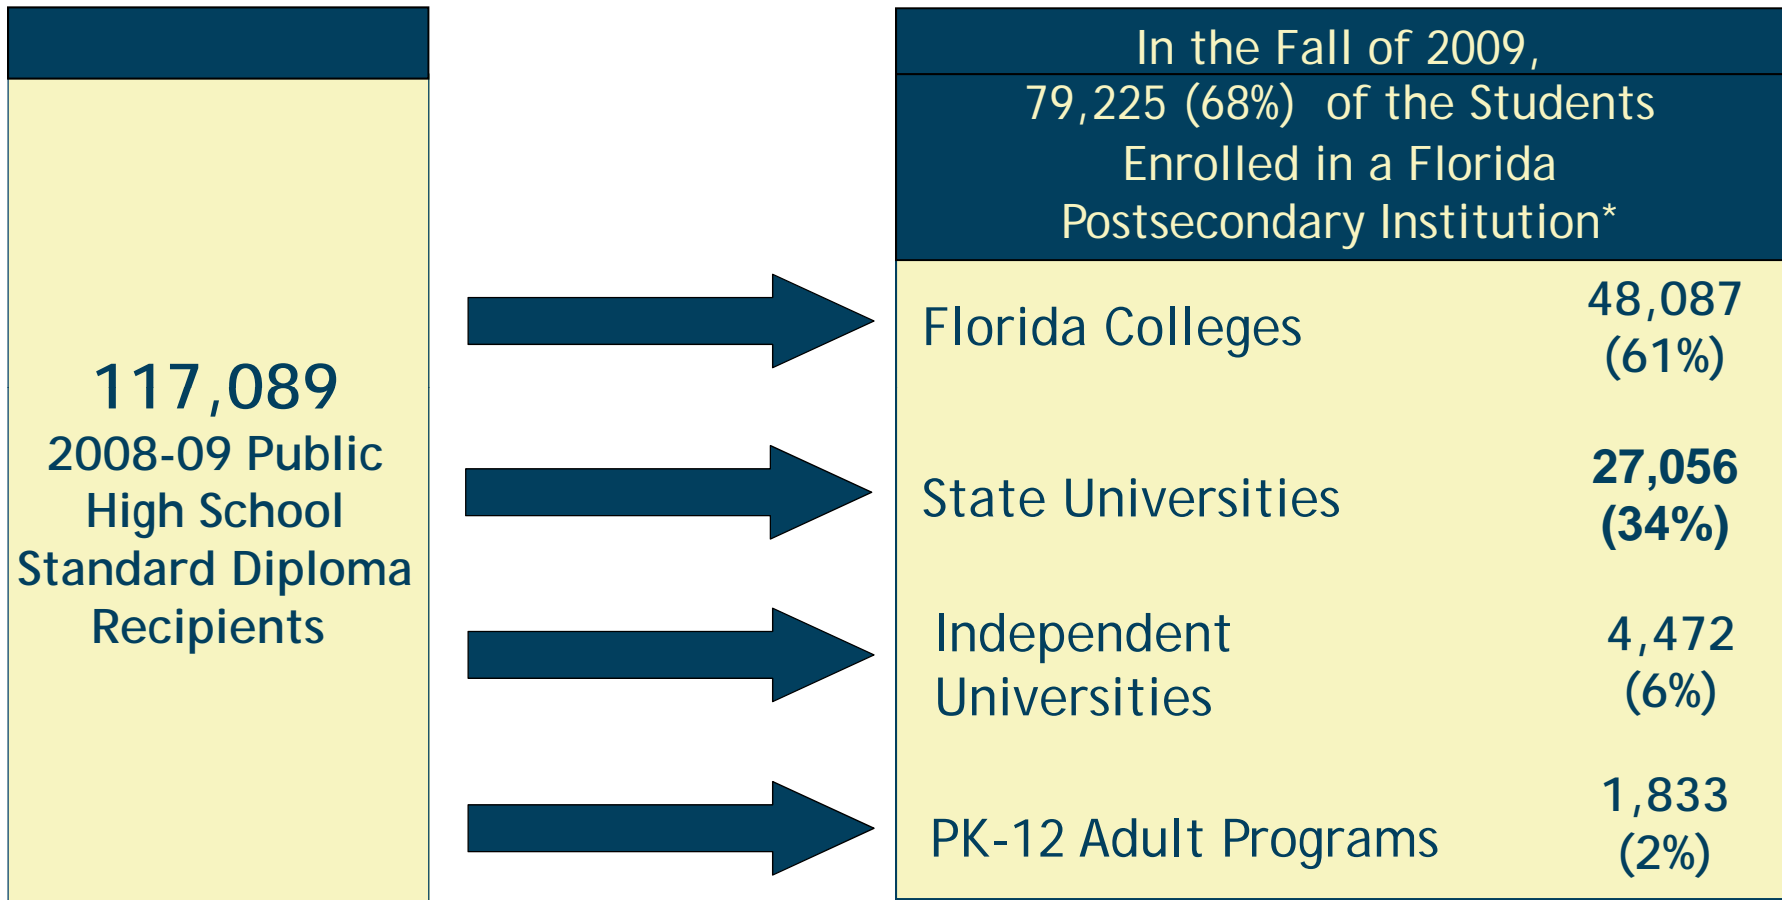 117,089
2008-09 Public
High School
Standard Diploma
Recipients
In the Fall of 2009,
79,225 (68%) of the Students
Enrolled in a Florida
Postsecondary Institution*
Florida Colleges
48,087
(61%)
State Universities
27,056
(34%)
Independent
Universities
4,472
(6%)
PK-12 Adult Programs
1,833
(2%)